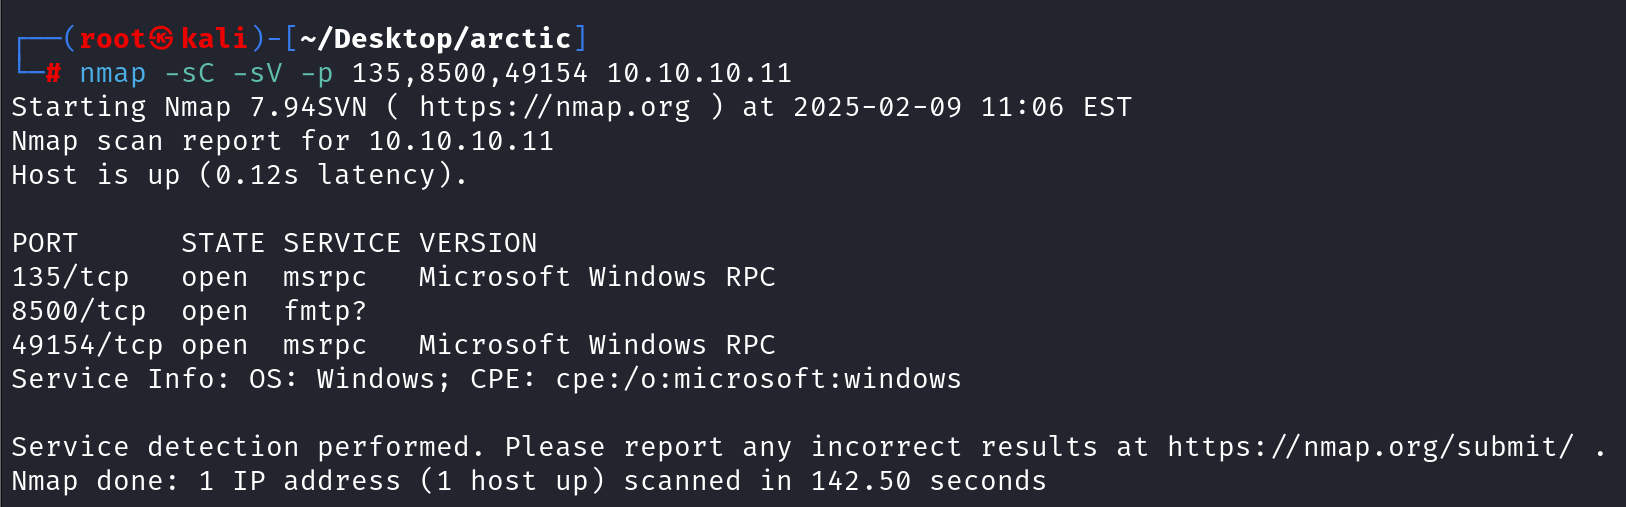 ┌──(root㉿kali)-[~/Desktop/arctic]
└─# nmap -sC -sV -p 135,8500,49154 10.10.10.11
Starting Nmap 7.94SVN ( https://nmap.org ) at 2025-02-09 11:06 EST
Nmap scan report for 10.10.10.11
Host is up (0.12s latency).

PORT      STATE SERVICE VERSION
135/tcp   open  msrpc   Microsoft Windows RPC
8500/tcp  open  fmtp?
49154/tcp open  msrpc   Microsoft Windows RPC
Service Info: OS: Windows; CPE: cpe:/o:microsoft:windows

Service detection performed. Please report any incorrect results at https://nmap.org/submit/ .
Nmap done: 1 IP address (1 host up) scanned in 142.50 seconds